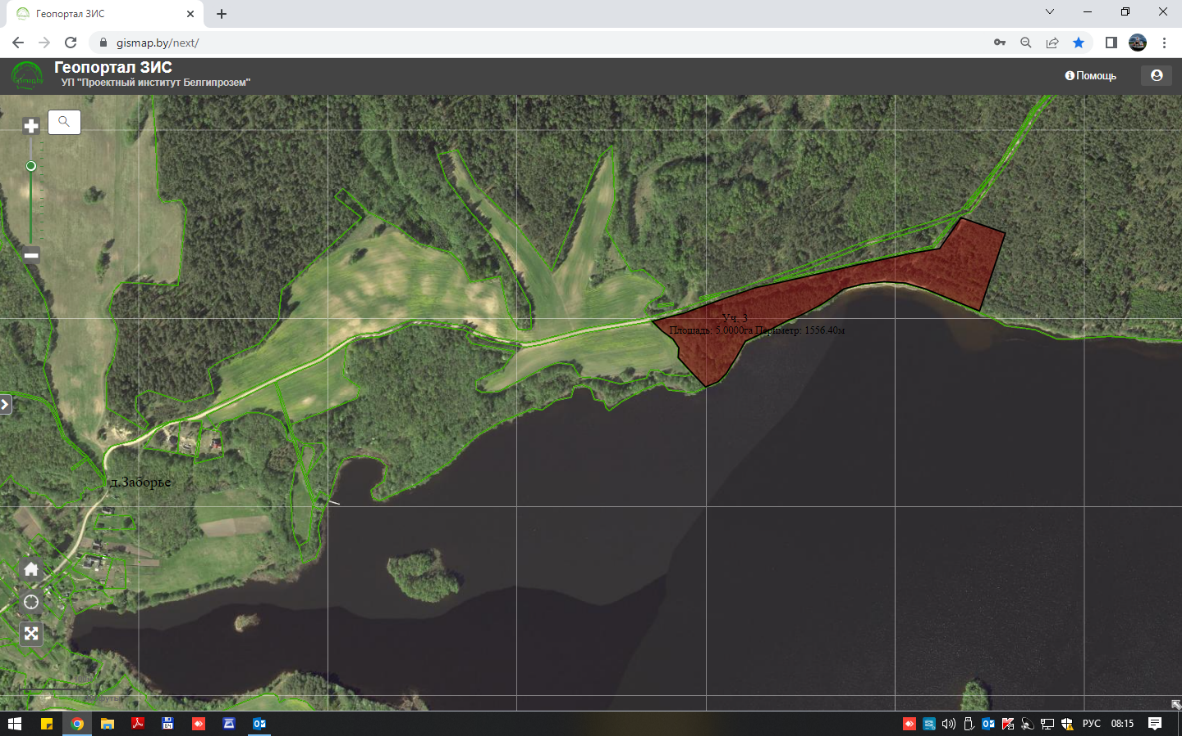 Геопортал ЗИС
gismap.by/next/
Геопортал ЗИС
УП "Проектный институт Белгипрозем"
Помощь
Уч. 3
Площадь: 5.0000га Периметр: 1556.40м
д.Заборье
РУС 08:15